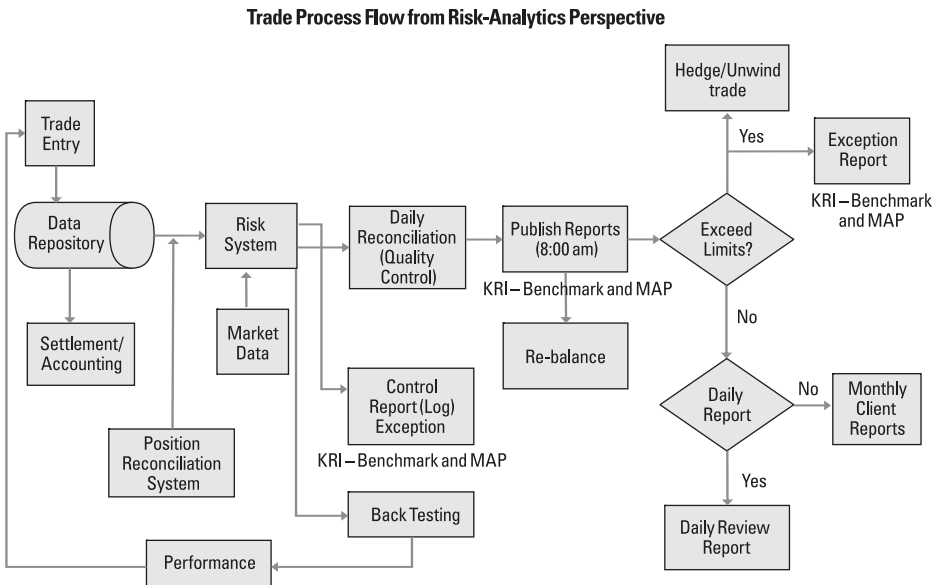 Trade Process Flow from Risk-Analytics Perspective
Trade
Entry
Data
Repository
Settlement/
Accounting
Position
Reconciliation
System
Performance
Risk
System
Market
Data
Daily
Reconciliation
(Quality
Control)
Control
Report (Log)
Exception
KRI – Benchmark and MAP
Back Testing
Publish Reports
(8:00 am)
KRI – Benchmark and MAP
Re-balance
Hedge/Unwind
trade
Yes
Exception
Report
KRI – Benchmark
and MAP
Exceed
Limits?
No
Daily
Report
No
Monthly
Client
Reports
Yes
Daily Review
Report